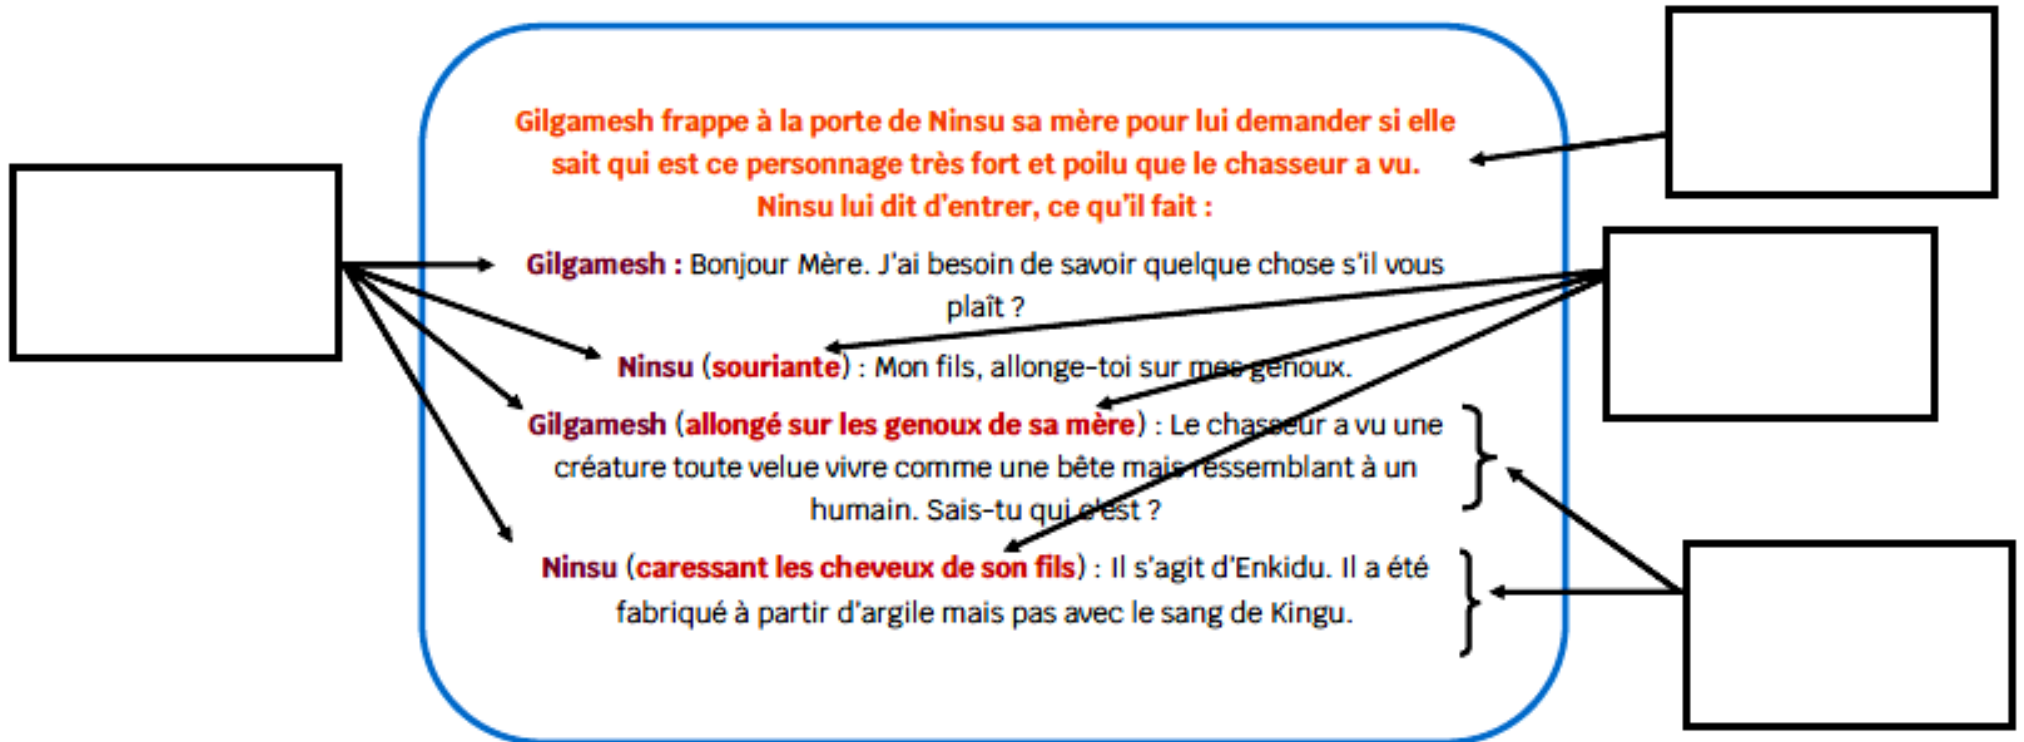 Gilgamesh frappe à la porte de Ninsu sa mère pour lui demander si elle
sait qui est ce personnage très fort et poilu que le chasseur a vu.
Ninsu lui dit d'entrer, ce qu'il fait :
Gilgamesh : Bonjour Mère. J'ai besoin de savoir quelque chose s'il vous
plaît ?
Ninsu (souriante) : Mon fils, allonge-toi sur mes genoux.
Gilgamesh (allongé sur les genoux de sa mère) : Le chasseur a vu une
créature toute velue vivre comme une bête mais ressemblant à un
humain. Sais-tu qui c'est ?
Ninsu (caressant les cheveux de son fils) : Il s'agit d'Enkidu. Il a été
fabriqué à partir d'argile mais pas avec le sang de Kingu.